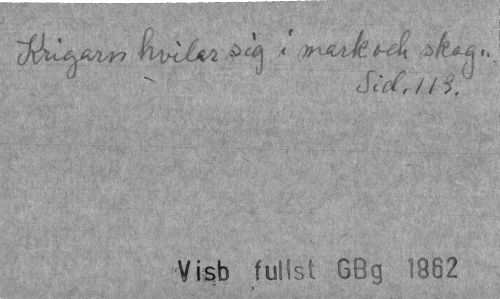 Krigarn hvilar sig i mark och skog..
Sid. 113.
Visb fullst GBg 1862